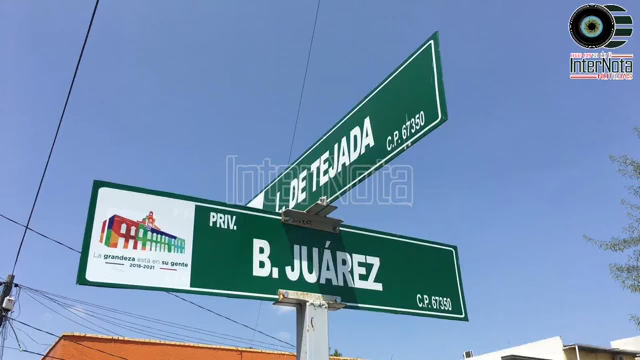 InterNota
L. DE TEJADA
C.P. 67350
InterNota
PRIV.
B. JUÁREZ
C.P. 67350
La grandeza está en su gente
2018-2021